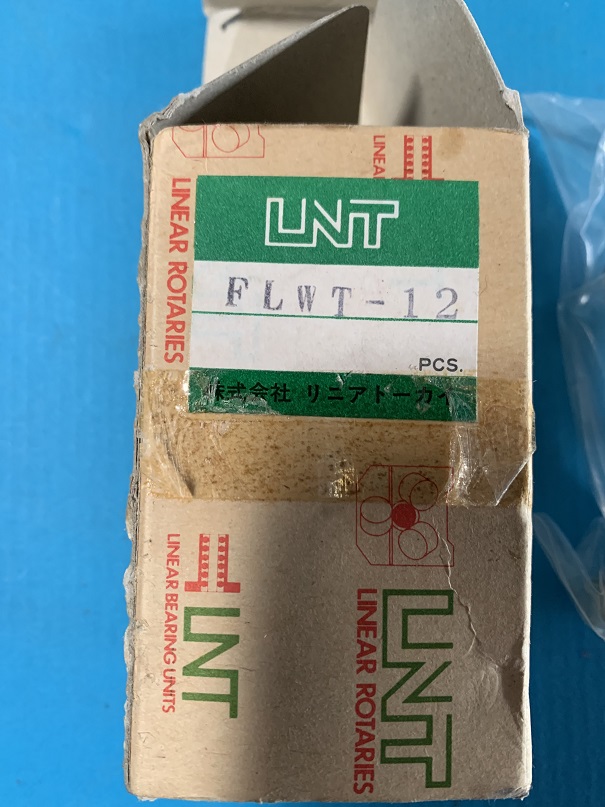 LINEA
LINEAR ROTARIES
LNT
FLWT-12
PCS.
株式会社 リニアトーカイ
LINEAR BEARING UNITS
LNT
LINEAR ROTARIES
LNT